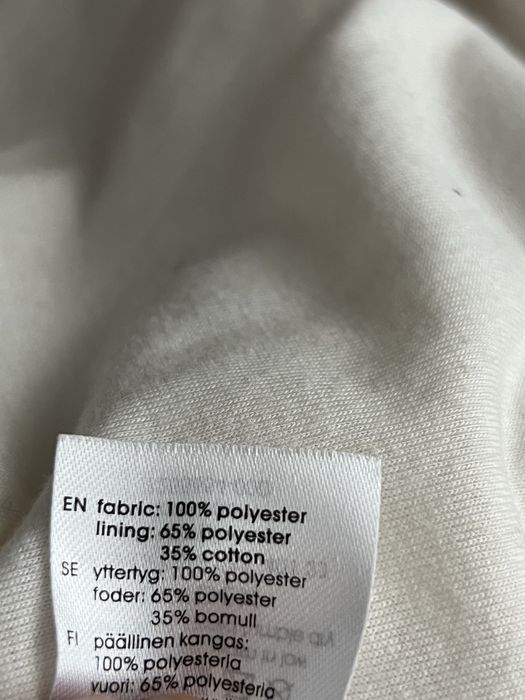 EN fabric: 100% polyester
lining: 65% polyester
35% cotton
SE yttertyg: 100% polyester
foder: 65% polyester
35% bomull
FI päällinen kangas:
100% polyesteria
vuori: 65% polyesteria